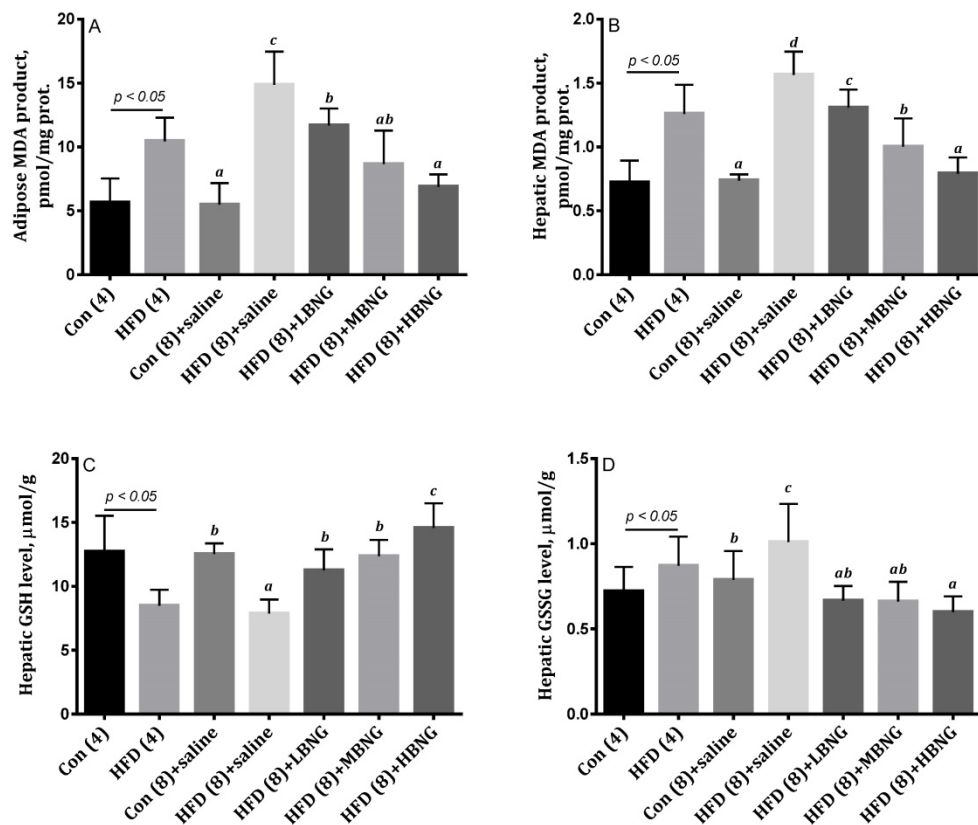 A
Adipose MDA product,
pmol/mg prot.
20
15
10
5
0
p < 0.05
a
c
b
ab
a
Con (4)
HFD (4)
Con (8)+saline
HFD (8)+saline
HFD (8)+LBNG
HFD (8)+MBNG
HFD (8)+HBNG
B
Hepatic MDA product,
pmol/mg prot.
2.0
1.5
1.0
0.5
0.0
p < 0.05
a
d
c
b
a
Con (4)
HFD (4)
Con (8)+saline
HFD (8)+saline
HFD (8)+LBNG
HFD (8)+MBNG
HFD (8)+HBNG
C
Hepatic GSH level, μmol/g
20
15
10
5
0
p < 0.05
b
a
b
b
c
Con (4)
HFD (4)
Con (8)+saline
HFD (8)+saline
HFD (8)+LBNG
HFD (8)+MBNG
HFD (8)+HBNG
D
Hepatic GSSG level, μmol/g
1.5
1.0
0.5
0.0
p < 0.05
b
c
ab
ab
a
Con (4)
HFD (4)
Con (8)+saline
HFD (8)+saline
HFD (8)+LBNG
HFD (8)+MBNG
HFD (8)+HBNG